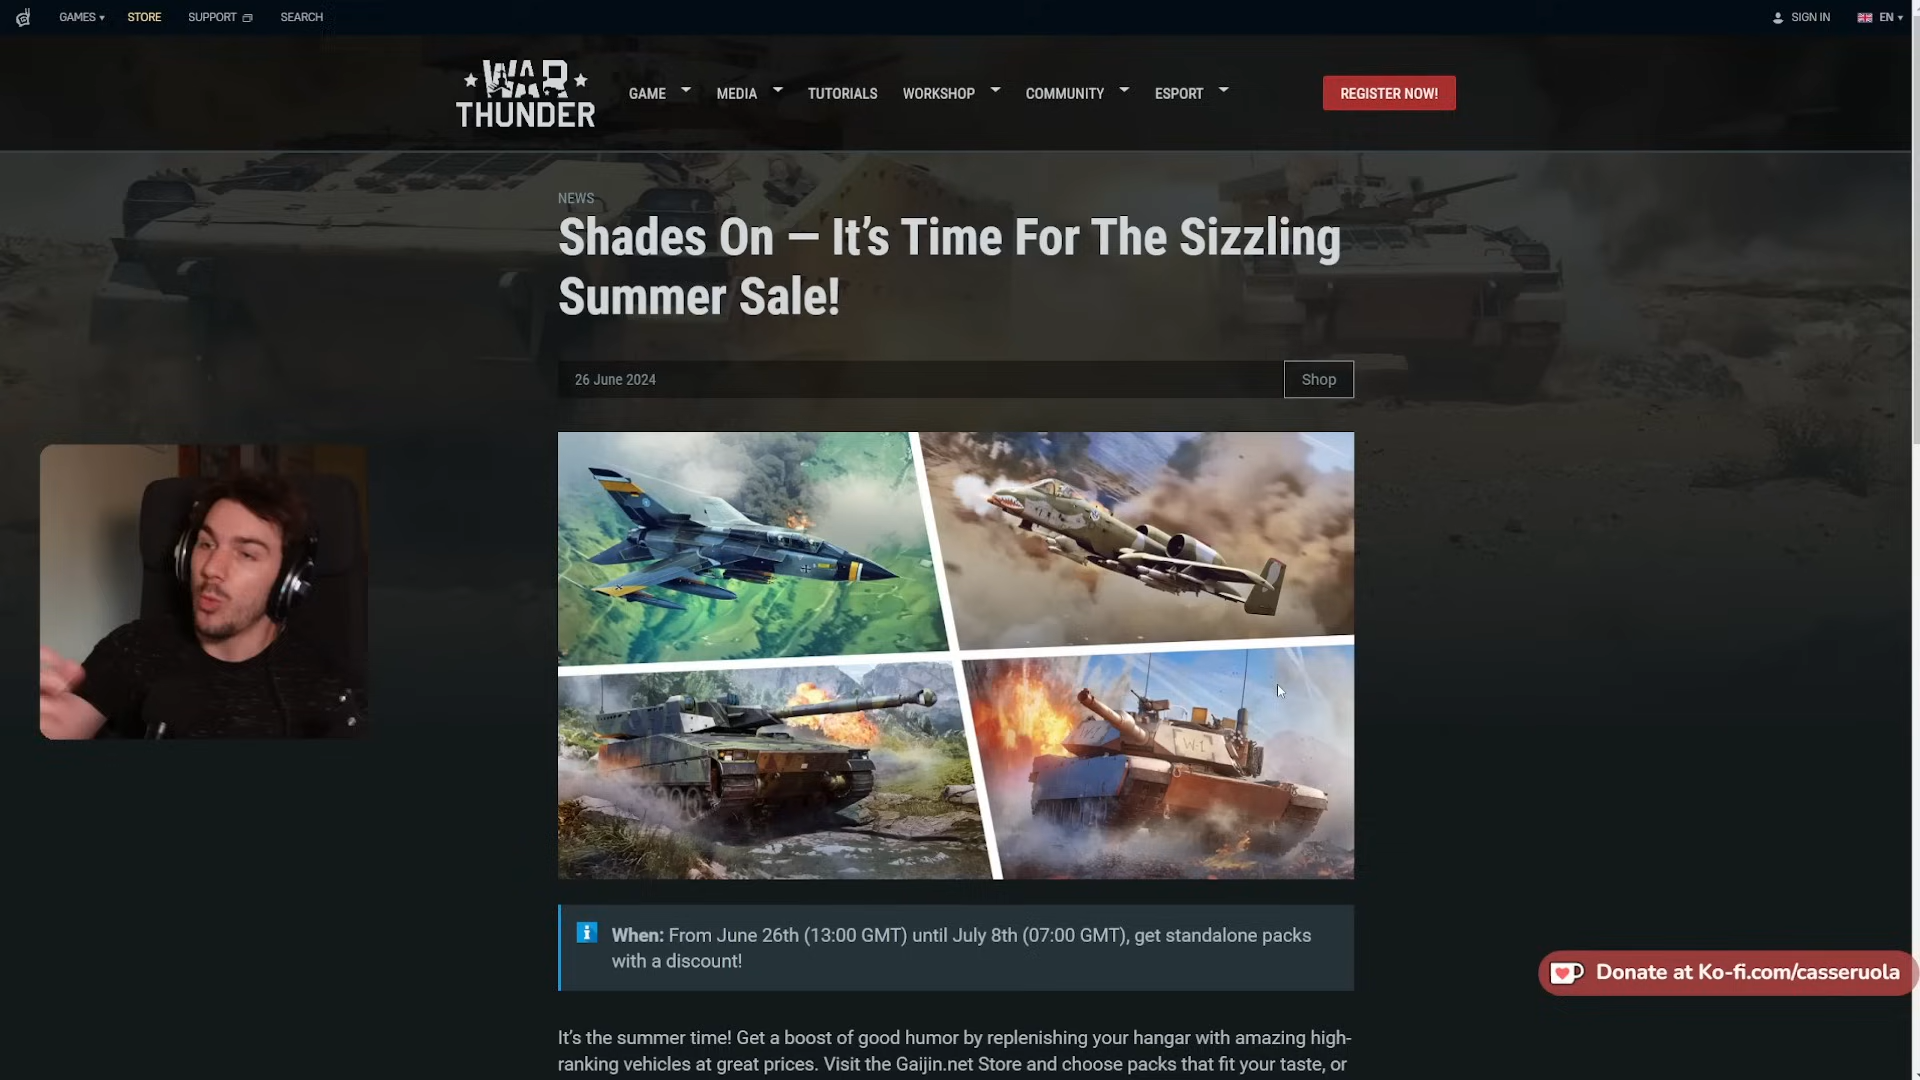 GAMES
STORE
SUPPORT
SEARCH
SIGN IN
EN
WAR
THUNDER
GAME
MEDIA
TUTORIALS
WORKSHOP
COMMUNITY
ESPORT
REGISTER NOW!
NEWS
Shades On — It’s Time For The Sizzling
Summer Sale!
26 June 2024
Shop
W-1
When: From June 26th (13:00 GMT) until July 8th (07:00 GMT), get standalone packs
with a discount!
Donate at Ko-fi.com/casseruola
It’s the summer time! Get a boost of good humor by replenishing your hangar with amazing high-
ranking vehicles at great prices. Visit the Gaijin.net Store and choose packs that fit your taste, or